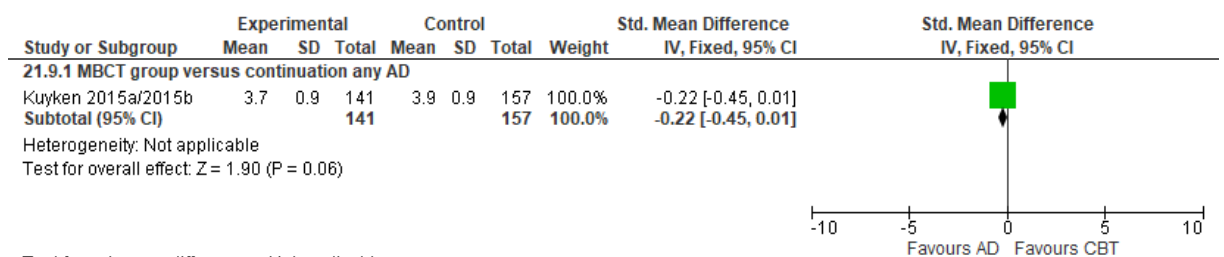 Experimental Control Std. Mean Difference Std. Mean Difference
Study or Subgroup Mean SD Total Mean SD Total Weight IV, Fixed, 95% CI IV, Fixed, 95% CI
21.9.1 MBCT group versus continuation any AD
Kuyken 2015a/2015b 3.7 0.9 141 3.9 0.9 157 100.0% -0.22 [-0.45, 0.01]
Subtotal (95% CI) 141 157 100.0% -0.22 [-0.45, 0.01]
Heterogeneity: Not applicable
Test for overall effect: Z = 1.90 (P = 0.06)
-10 -5 0 5 10
Favours AD Favours CBT